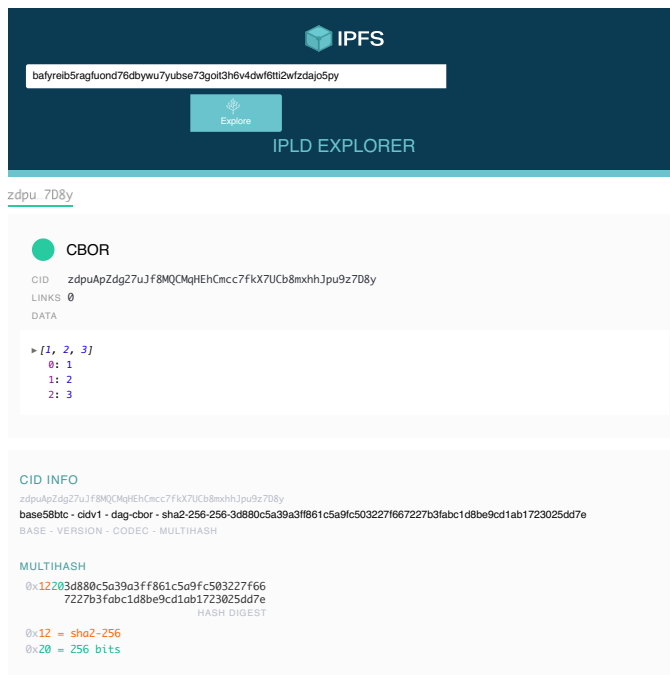 IPFS
bafyreib5ragfuond76dbywu7yubse73goit3h6v4dwf6tti2wfzdajo5py
Explore
IPLD EXPLORER
zdpu…7D8y
CBOR
CID zdpuApZdg27uJf8MQCMqHEhCmcc7fkX7UCb8mxhhJpu9z7D8y
LINKS 0
DATA
▶ [1, 2, 3]
0: 1
1: 2
2: 3
CID INFO
zdpuApZdg27uJf8MQCMqHEhCmcc7fkX7UCb8mxhhJpu9z7D8y
base58btc - cidv1 - dag-cbor - sha2-256-256-3d880c5a39a3ff861c5a9fc503227f667227b3fabc1d8be9cd1ab1723025dd7e
BASE - VERSION - CODEC - MULTIHASH
MULTIHASH
0x12203d880c5a39a3ff861c5a9fc503227f66
7227b3fabc1d8be9cd1ab1723025dd7e
HASH DIGEST
0x12 = sha2-256
0x20 = 256 bits